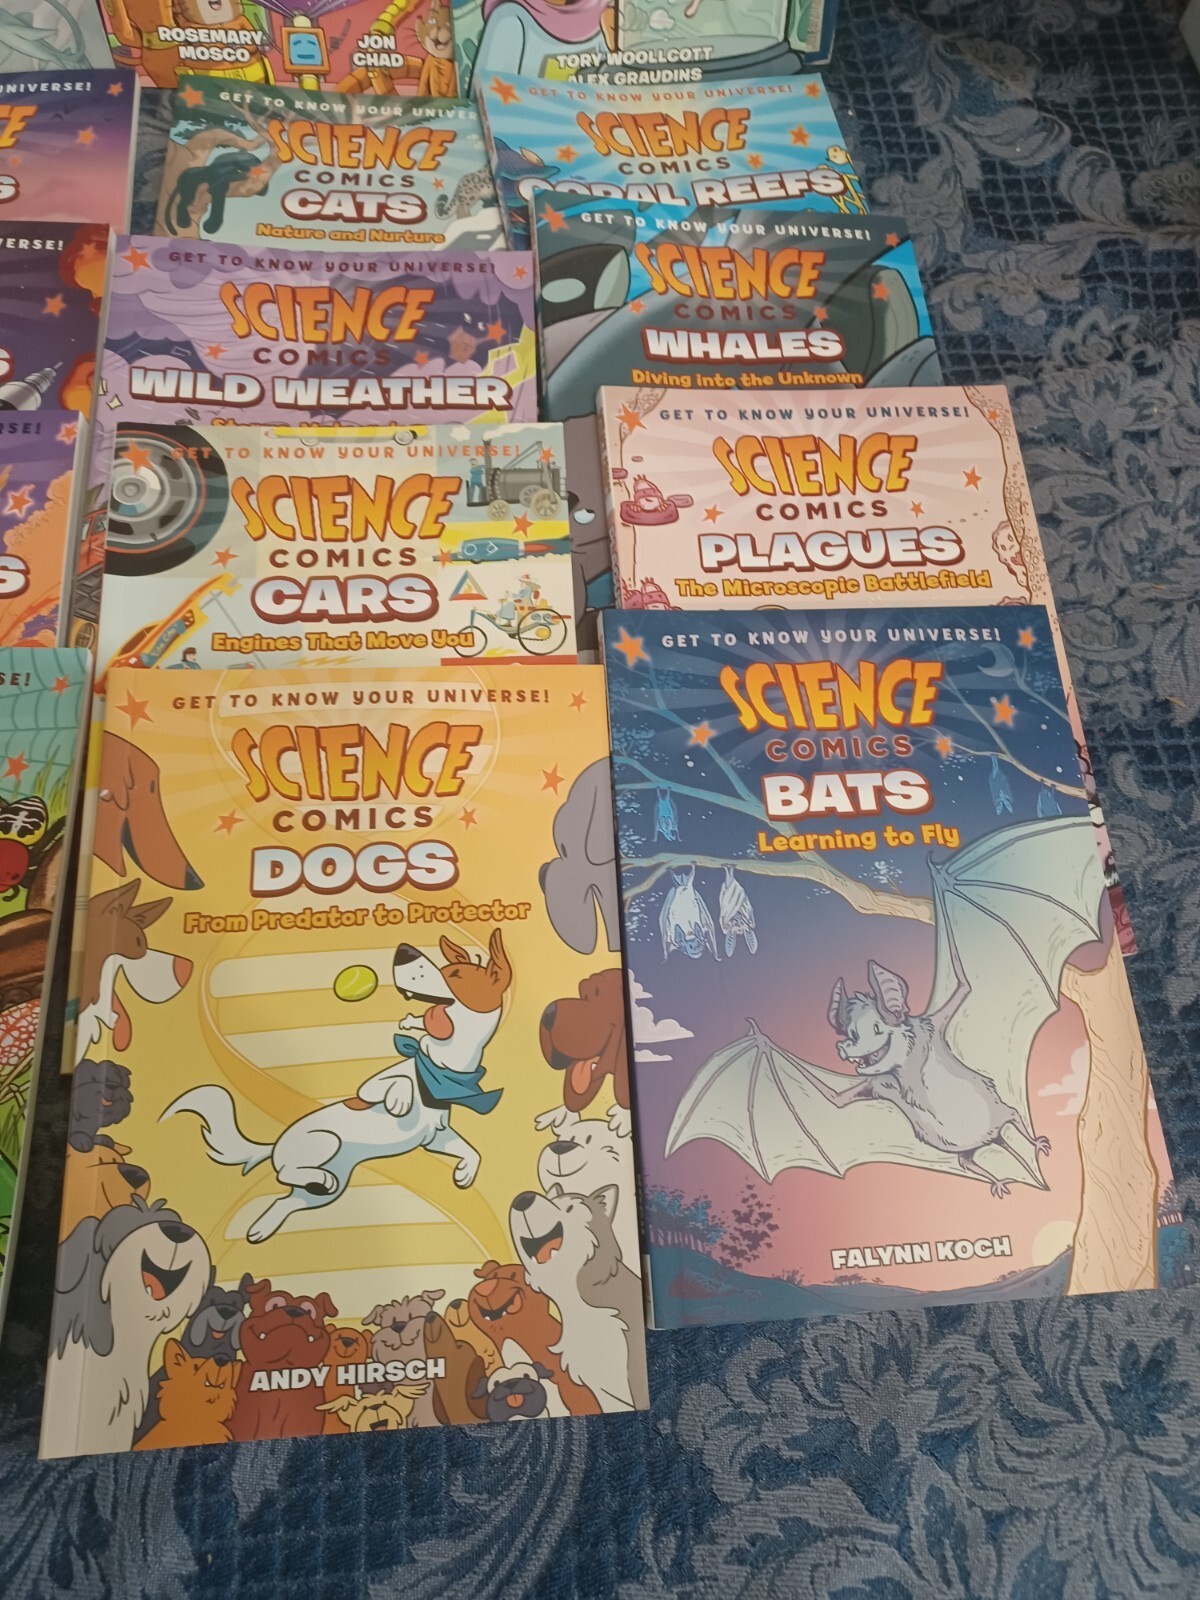 ROSEMARY
MOSCO
JON
CHAD
TORY WOOLLCOTT
ALEX GRAUDINS
UNIVERSE!
GET TO KNOW YOUR UNIVERSE!
SCIENCE
COMICS
CATS
Nature and Nurture
GET TO KNOW YOUR UNIVERSE!
SCIENCE
COMICS
CORAL REEFS
VERSE!
GET TO KNOW YOUR UNIVERSE!
SCIENCE
COMICS
WILD WEATHER
GET TO KNOW YOUR UNIVERSE!
SCIENCE
COMICS
WHALES
Diving into the Unknown
RSE!
GET TO KNOW YOUR UNIVERSE!
SCIENCE
COMICS
CARS
Engines That Move You
GET TO KNOW YOUR UNIVERSE!
SCIENCE
COMICS
PLAGUES
The Microscopic Battlefield
SE!
GET TO KNOW YOUR UNIVERSE!
SCIENCE
COMICS
DOGS
From Predator to Protector
ANDY HIRSCH
GET TO KNOW YOUR UNIVERSE!
SCIENCE
COMICS
BATS
Learning to Fly
FALYNN KOCH